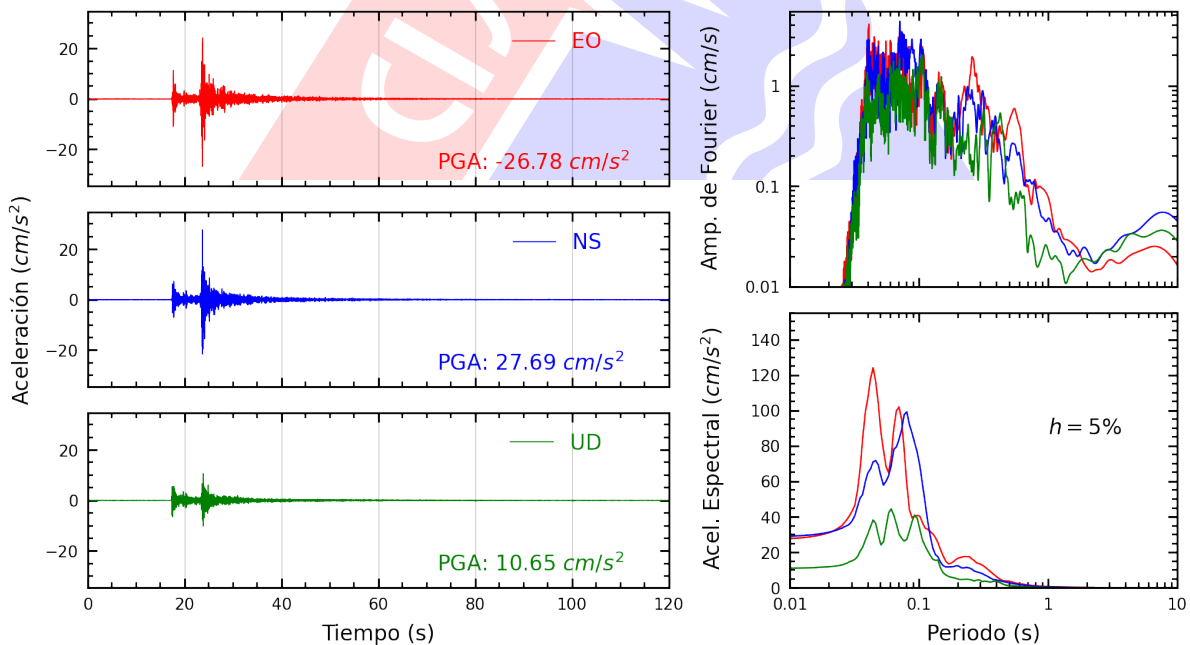 Aceleración (cm/s²)
20
0
−20
EO
PGA: -26.78 cm/s²
20
0
−20
NS
PGA: 27.69 cm/s²
20
0
−20
UD
PGA: 10.65 cm/s²
0 20 40 60 80 100 120
Tiempo (s)
Amp. de Fourier (cm/s)
1
0.1
0.01
Acel. Espectral (cm/s²)
140
120
100
80
60
40
20
0
h = 5%
0.01 0.1 1 10
Periodo (s)